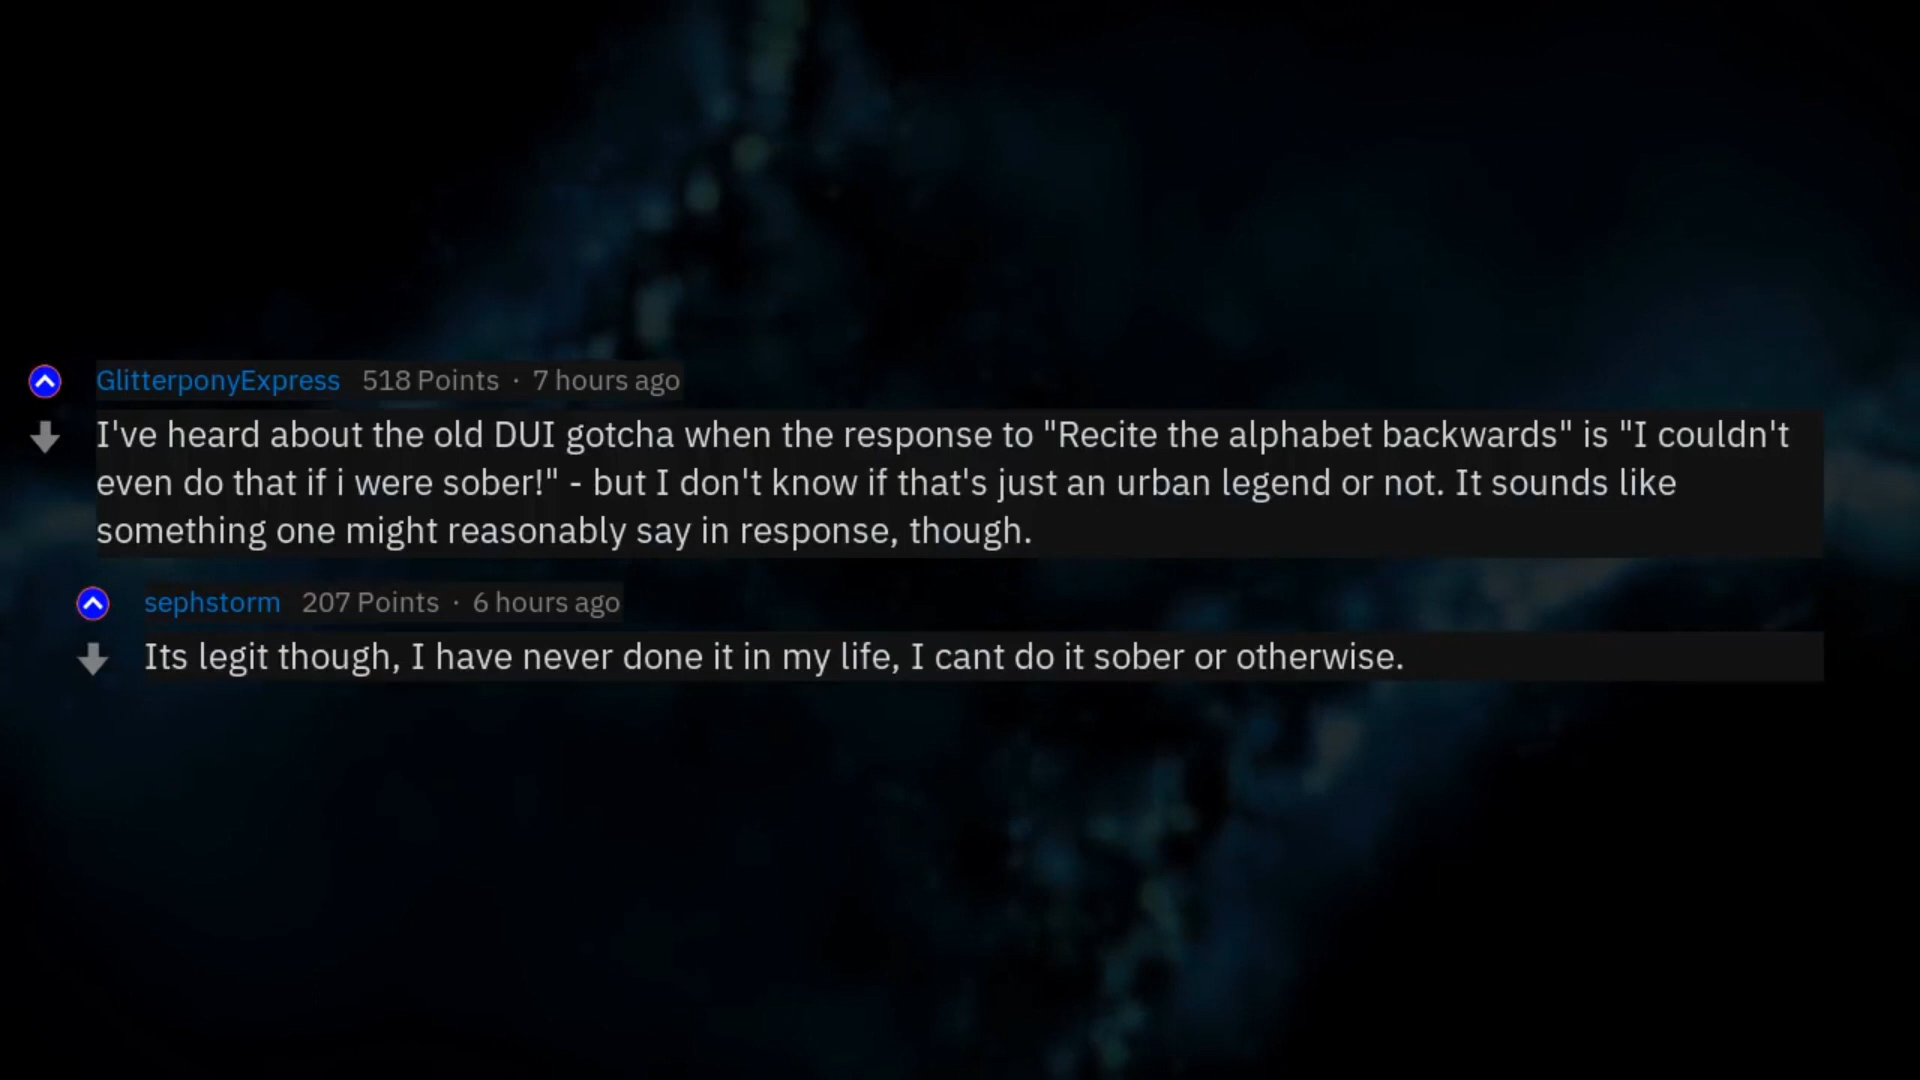 GlitterponyExpress 518 Points · 7 hours ago
I've heard about the old DUI gotcha when the response to "Recite the alphabet backwards" is "I couldn't
even do that if i were sober!" - but I don't know if that's just an urban legend or not. It sounds like
something one might reasonably say in response, though.
sephstorm 207 Points · 6 hours ago
Its legit though, I have never done it in my life, I cant do it sober or otherwise.